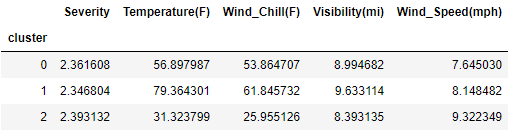 Severity Temperature(F) Wind_Chill(F) Visibility(mi) Wind_Speed(mph)
cluster
0 2.361608 56.897987 53.864707 8.994682 7.645030
1 2.346804 79.364301 61.845732 9.633114 8.148482
2 2.393132 31.323799 25.955126 8.393135 9.322349